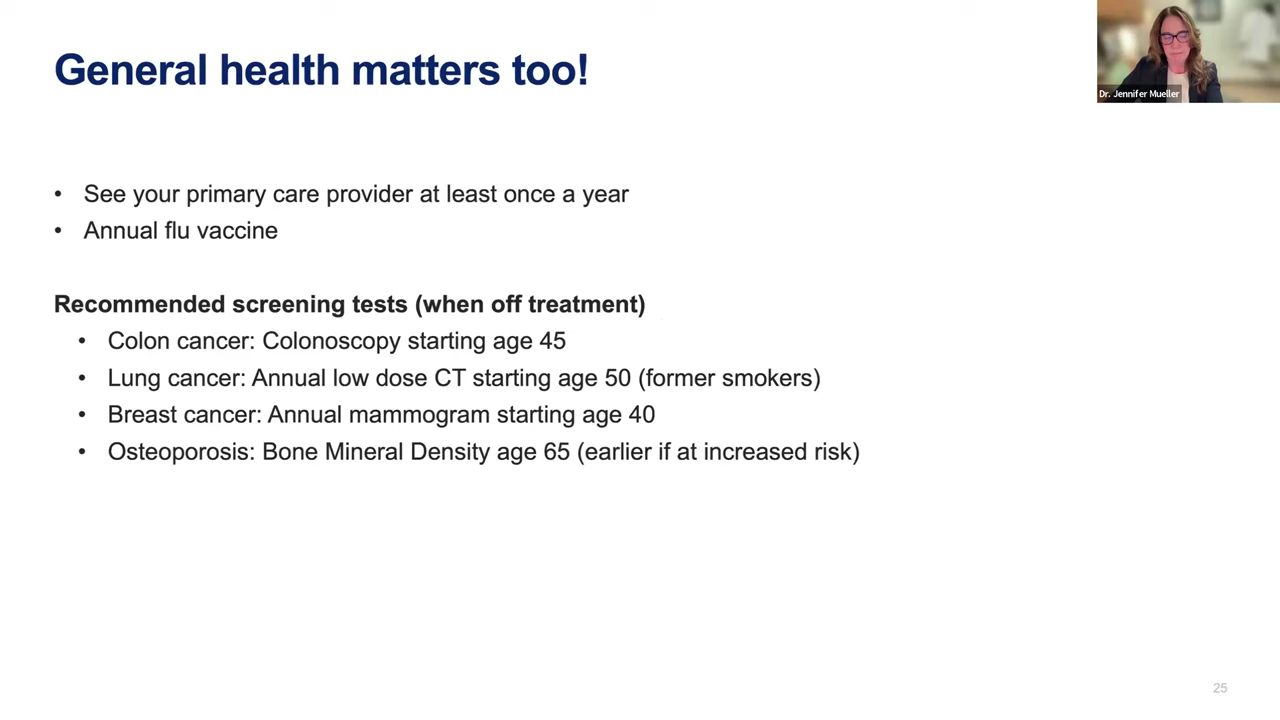 General health matters too!
Dr. Jennifer Mueller
• See your primary care provider at least once a year
• Annual flu vaccine
Recommended screening tests (when off treatment)
• Colon cancer: Colonoscopy starting age 45
• Lung cancer: Annual low dose CT starting age 50 (former smokers)
• Breast cancer: Annual mammogram starting age 40
• Osteoporosis: Bone Mineral Density age 65 (earlier if at increased risk)
25